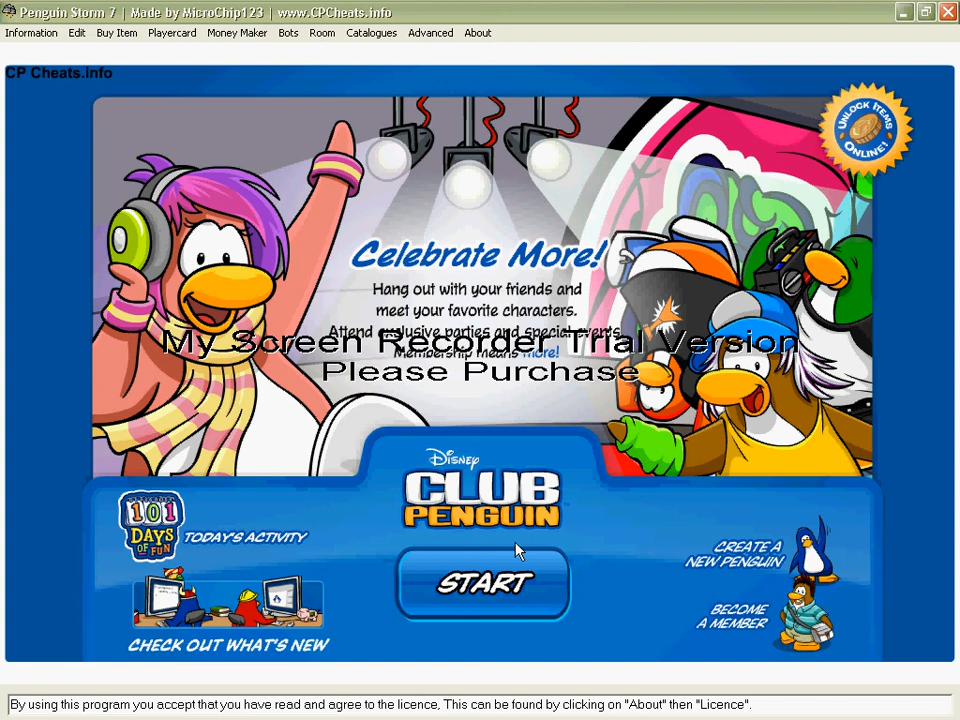 Penguin Storm 7 | Made by MicroChip123 | www.CPCheats.info
Information Edit Buy Item Playercard Money Maker Bots Room Catalogues Advanced About
CP Cheats.info
UNLOCK ITEMS
ONLINE!
Celebrate More!
Hang out with your friends and
meet your favorite characters.
Attend exclusive parties and special events.
Membership means more!
My Screen Recorder Trial Version
Please Purchase
Disney
CLUB
PENGUIN
101
DAYS
OF FUN
TODAY'S ACTIVITY
START
CREATE A
NEW PENGUIN
BECOME
A MEMBER
CHECK OUT WHAT'S NEW
By using this program you accept that you have read and agree to the licence, This can be found by clicking on "About" then "Licence".